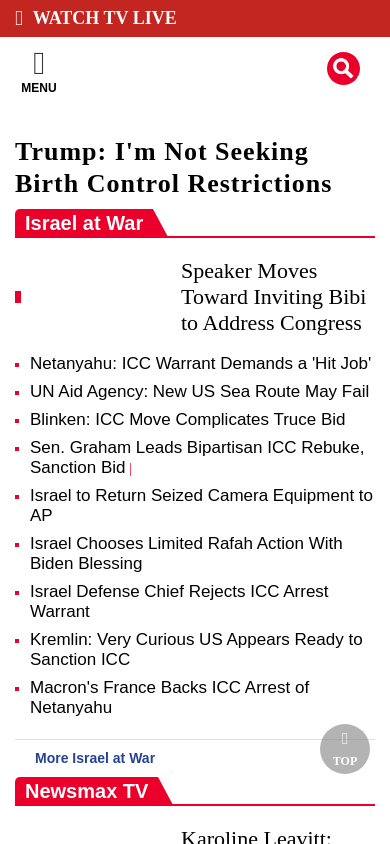 WATCH TV LIVE
MENU
Trump: I'm Not Seeking
Birth Control Restrictions
Israel at War
Speaker Moves
Toward Inviting Bibi
to Address Congress
Netanyahu: ICC Warrant Demands a 'Hit Job'
UN Aid Agency: New US Sea Route May Fail
Blinken: ICC Move Complicates Truce Bid
Sen. Graham Leads Bipartisan ICC Rebuke,
Sanction Bid |
Israel to Return Seized Camera Equipment to
AP
Israel Chooses Limited Rafah Action With
Biden Blessing
Israel Defense Chief Rejects ICC Arrest
Warrant
Kremlin: Very Curious US Appears Ready to
Sanction ICC
Macron's France Backs ICC Arrest of
Netanyahu
TOP
More Israel at War
Newsmax TV
Karoline Leavitt: